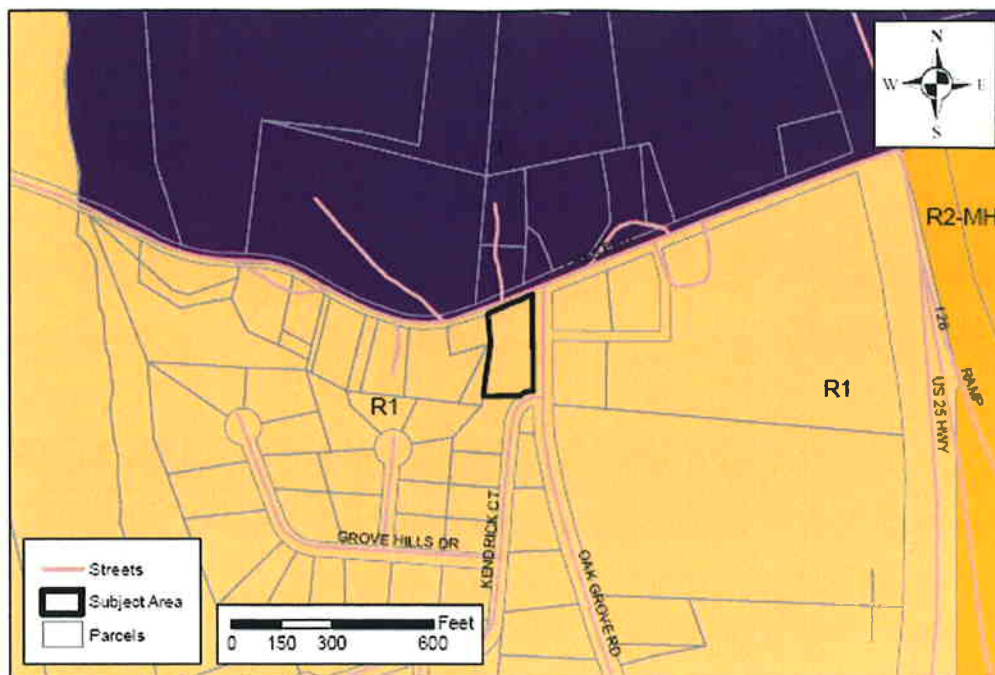 N
W E
S
R2-MH
R1
R1
I 26
RAMP
US 25 HWY
GROVE HILLS DR
KENDRICK CT
OAK GROVE RD
Streets
Subject Area
Parcels
Feet
0 150 300 600